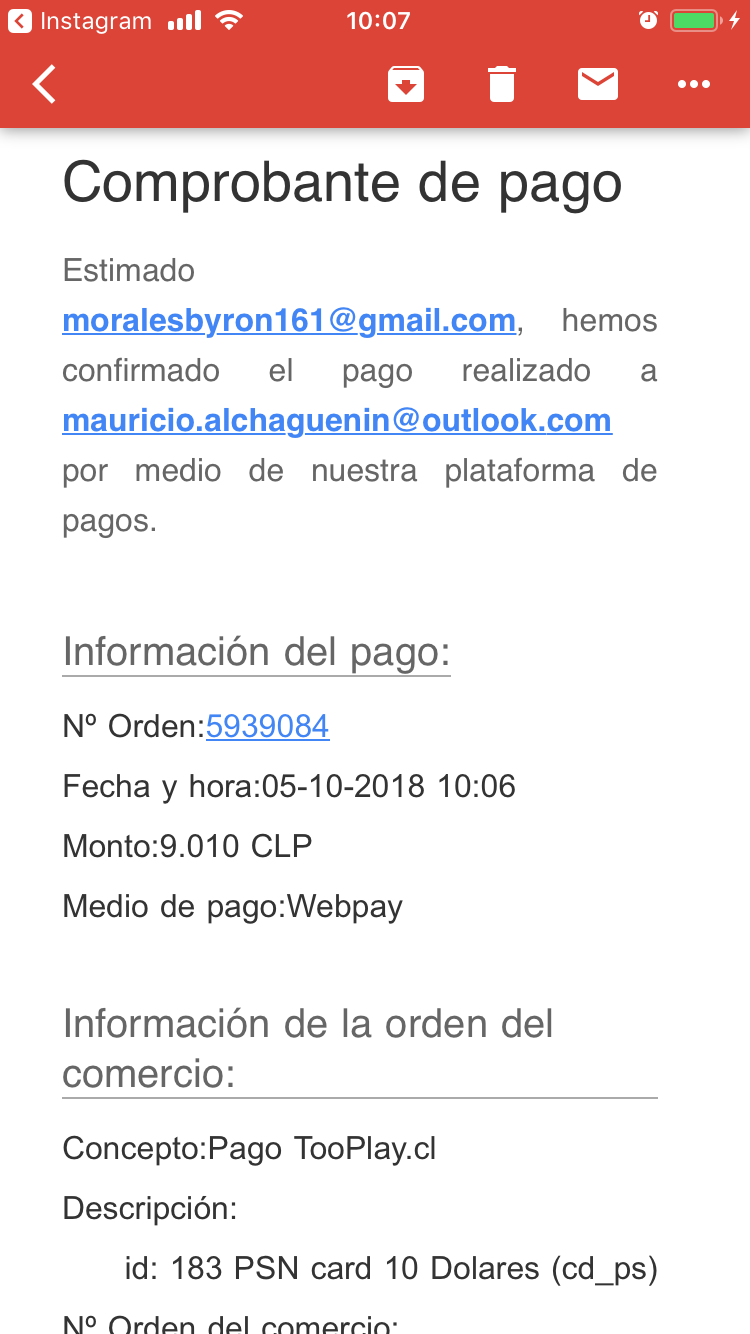 Instagram 10:07
Comprobante de pago
Estimado
moralesbyron161@gmail.com, hemos
confirmado el pago realizado a
mauricio.alchaguenin@outlook.com
por medio de nuestra plataforma de
pagos.
Información del pago:
Nº Orden:5939084
Fecha y hora:05-10-2018 10:06
Monto:9.010 CLP
Medio de pago:Webpay
Información de la orden del
comercio:
Concepto:Pago TooPlay.cl
Descripción:
id: 183 PSN card 10 Dolares (cd_ps)
Nº Orden del comercio: